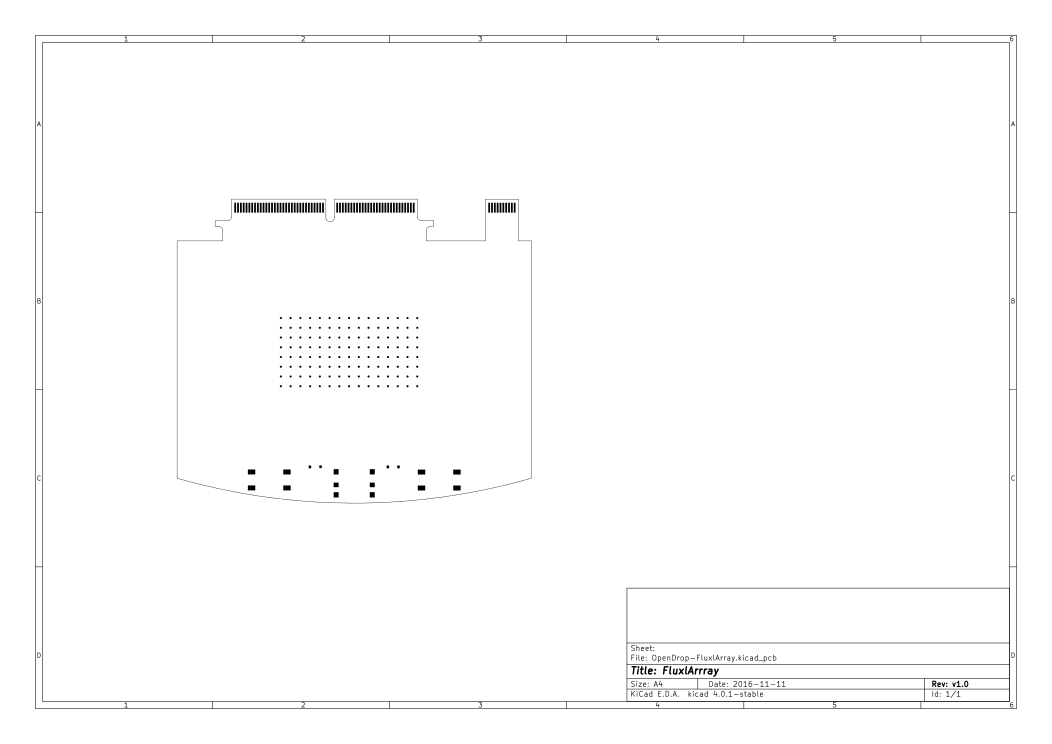 1 2 3 4 5 6
A A
B B
C C
D D
Sheet:
File: OpenDrop-FluxlArray.kicad_pcb
Title: FluxlArrray
Size: A4 Date: 2016-11-11 Rev: v1.0
KiCad E.D.A. kicad 4.0.1-stable Id: 1/1
1 2 3 4 5 6